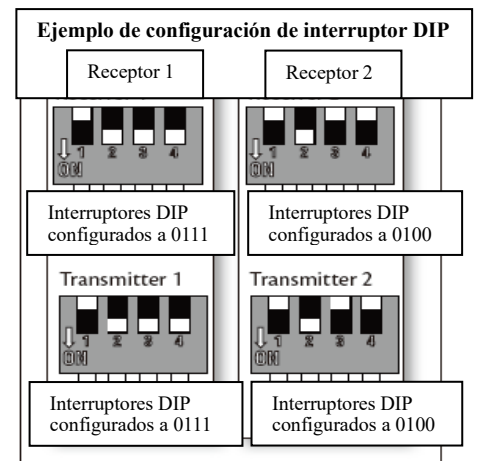 Ejemplo de configuración de interruptor DIP
Receptor 1
Receptor 2
1 2 3 4
ON
1 2 3 4
ON
Interruptores DIP
configurados a 0111
Interruptores DIP
configurados a 0100
Transmitter 1
Transmitter 2
1 2 3 4
ON
1 2 3 4
ON
Interruptores DIP
configurados a 0111
Interruptores DIP
configurados a 0100